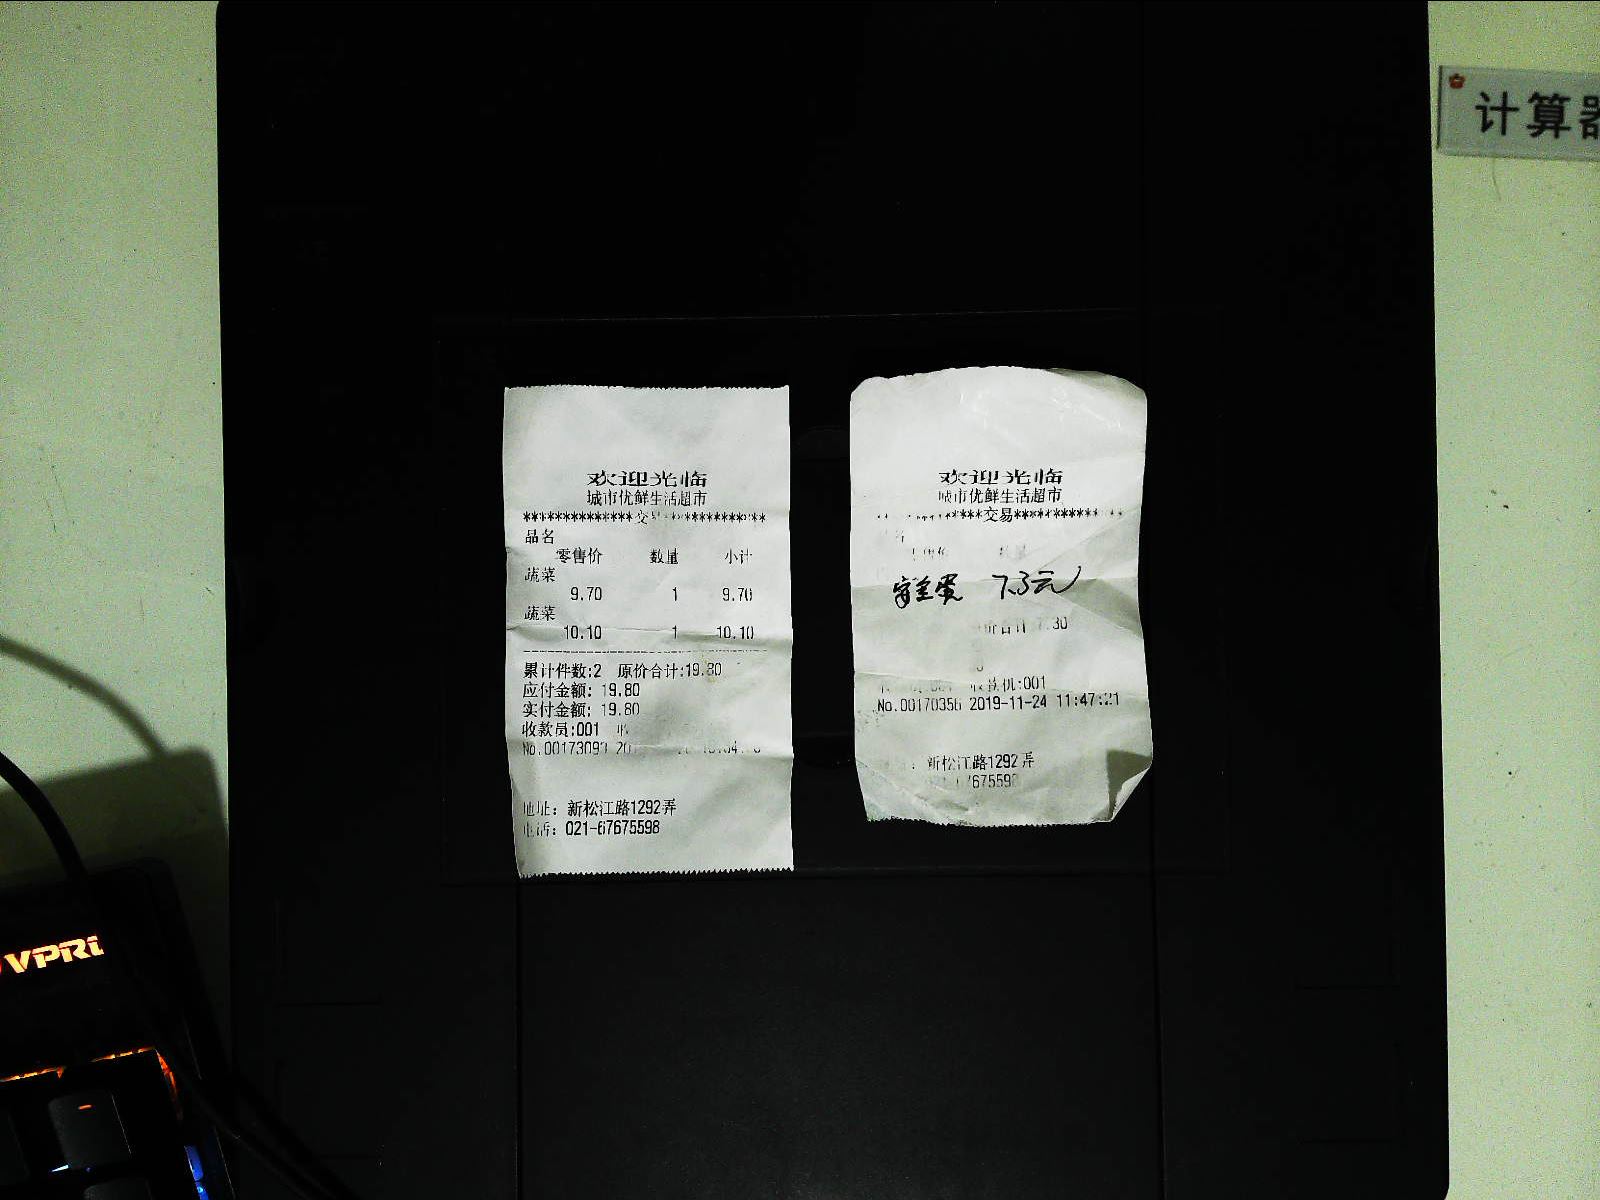 计算器
欢迎光临
城市优鲜生活超市
*************交易*************
品名
零售价 数量 小计
蔬菜
9.70 1 9.70
蔬菜
10.10 1 10.10
累计件数:2 原价合计:19.80
应付金额: 19.80
实付金额: 19.80
收款员:001
No.00173093
地址: 新松江路1292弄
电话: 021-67675598
欢迎光临
城市优鲜生活超市
****交易***********
7.3元
合计 7.30
收款机:001
No.00170356 2019-11-24 11:47:21
新松江路1292弄
VPRO